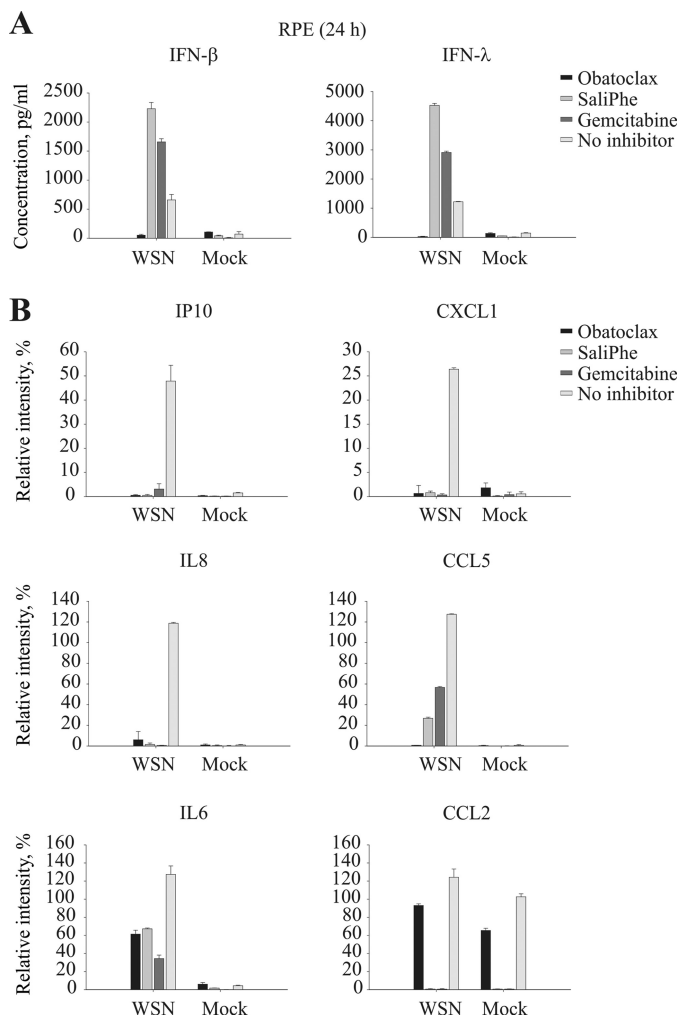 A
RPE (24 h)
IFN-β
IFN-λ
Concentration, pg/ml
2500
2000
1500
1000
500
0
WSN Mock
5000
4000
3000
2000
1000
0
WSN Mock
Obatoclax
SaliPhe
Gemcitabine
No inhibitor
B
IP10
CXCL1
Relative intensity, %
60
50
40
30
20
10
0
WSN Mock
30
25
20
15
10
5
0
WSN Mock
Obatoclax
SaliPhe
Gemcitabine
No inhibitor
IL8
CCL5
Relative intensity, %
140
120
100
80
60
40
20
0
WSN Mock
140
120
100
80
60
40
20
0
WSN Mock
IL6
CCL2
Relative intensity, %
160
140
120
100
80
60
40
20
0
WSN Mock
160
140
120
100
80
60
40
20
0
WSN Mock